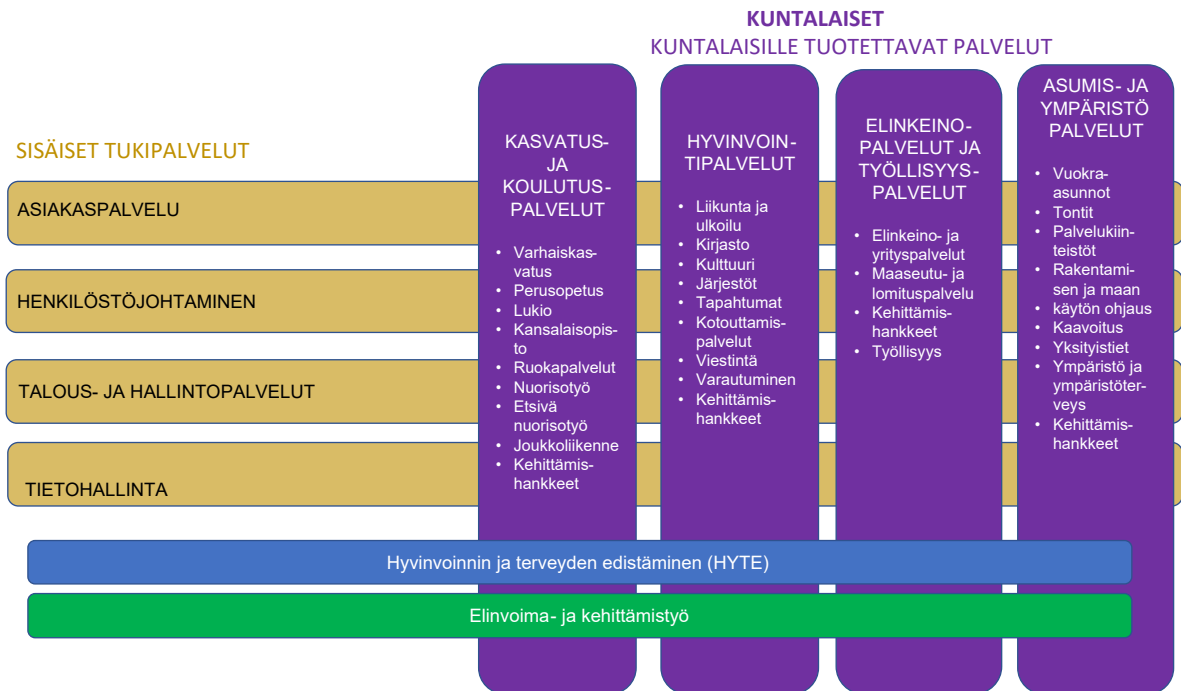 KUNTALAISET
KUNTALAISILLE TUOTETTAVAT PALVELUT
SISÄISET TUKIPALVELUT
ASIAKASPALVELU
HENKILÖSTÖJOHTAMINEN
TALOUS- JA HALLINTOPALVELUT
TIETOHALLINTA
KASVATUS-
JA
KOULUTUS-
PALVELUT
• Varhaiskas-
vatus
• Perusopetus
• Lukio
• Kansalaisopis-
to
• Ruokapalvelut
• Nuorisotyö
• Etsivä
nuorisotyö
• Joukkoliikenne
• Kehittämis-
hankkeet
HYVINVOIN-
TIPALVELUT
• Liikunta ja
ulkoilu
• Kirjasto
• Kulttuuri
• Järjestöt
• Tapahtumat
• Kotouttamis-
palvelut
• Viestintä
• Varautuminen
• Kehittämis-
hankkeet
ELINKEINO-
PALVELUT JA
TYÖLLISYYS-
PALVELUT
• Elinkeino- ja
yrityspalvelut
• Maaseutu- ja
lomituspalvelu
• Kehittämis-
hankkeet
• Työllisyys
ASUMIS- JA
YMPÄRISTÖ
PALVELUT
• Vuokra-
asunnot
• Tontit
• Palvelukiin-
teistöt
• Rakentami-
sen ja maan
• käytön ohjaus
• Kaavoitus
• Yksityistiet
• Ympäristö ja
ympäristöter-
veys
• Kehittämis-
hankkeet
Hyvinvoinnin ja terveyden edistäminen (HYTE)
Elinvoima- ja kehittämistyö